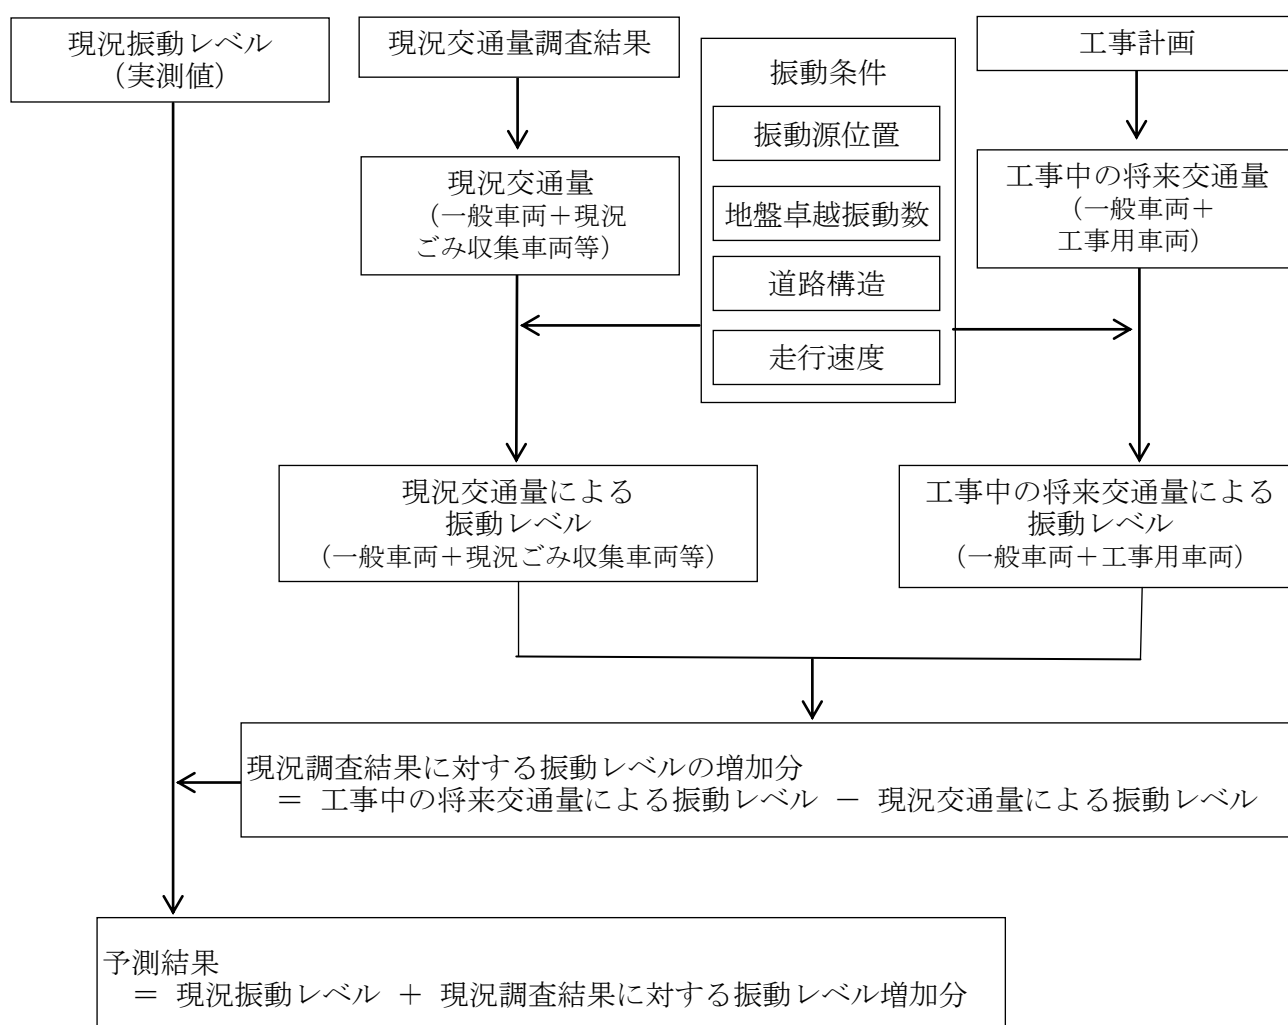 現況振動レベル
（実測値）
現況交通量調査結果
振動条件
工事計画
振動源位置
地盤卓越振動数
道路構造
走行速度
現況交通量
（一般車両＋現況
ごみ収集車両等）
工事中の将来交通量
（一般車両＋
工事用車両）
現況交通量による
振動レベル
（一般車両＋現況ごみ収集車両等）
工事中の将来交通量による
振動レベル
（一般車両＋工事用車両）
現況調査結果に対する振動レベルの増加分
＝ 工事中の将来交通量による振動レベル － 現況交通量による振動レベル
予測結果
＝ 現況振動レベル ＋ 現況調査結果に対する振動レベル増加分